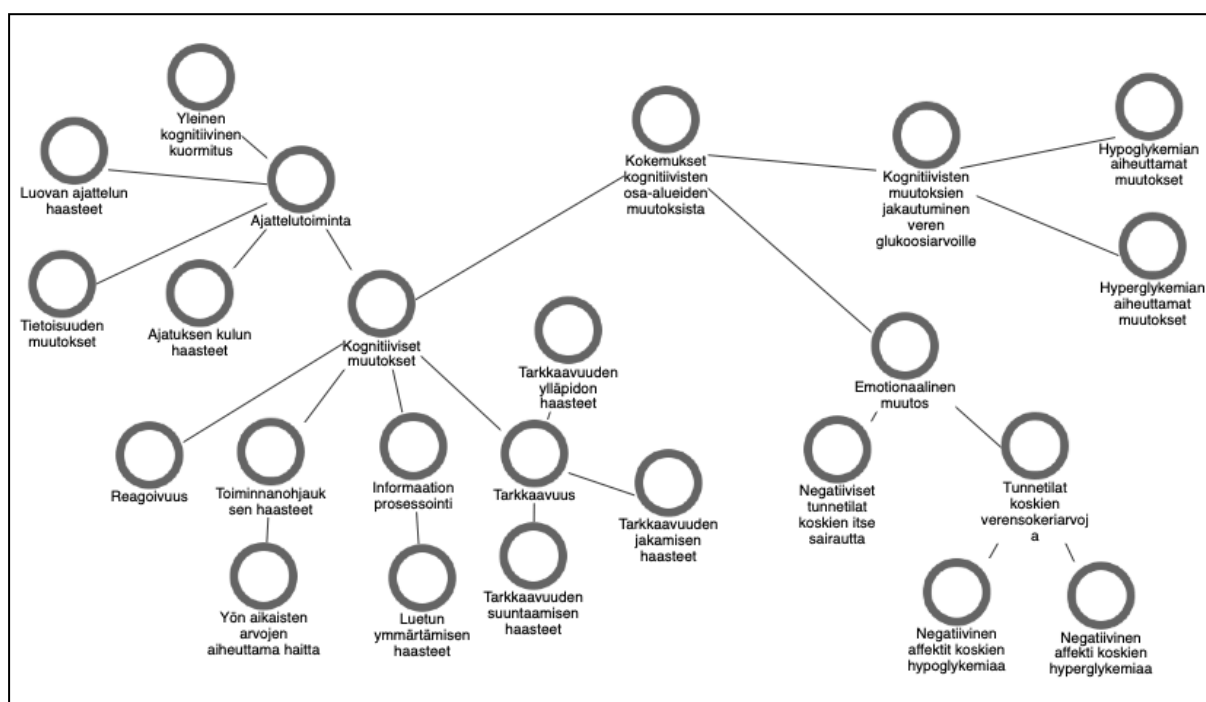 Yleinen
kognitiivinen
kuormitus
Luovan ajattelun
haasteet
Ajattelutoiminta
Tietoisuuden
muutokset
Ajatuksen kulun
haasteet
Kokemukset
kognitiivisten
osa-alueiden
muutoksista
Kognitiivisten
muutoksien
jakautuminen
veren
glukoosiarvoille
Hypoglykemian
aiheuttamat
muutokset
Hyperglykemian
aiheuttamat
muutokset
Kognitiiviset
muutokset
Tarkkaavuuden
ylläpidon
haasteet
Emotionaalinen
muutos
Reagoivuus
Toiminnanohjauk
sen haasteet
Informaation
prosessointi
Tarkkaavuus
Tarkkaavuuden
jakamisen
haasteet
Negatiiviset
tunnetilat
koskien itse
sairautta
Tunnetilat
koskien
verensokeriarvoj
a
Yön aikaisten
arvojen
aiheuttama haitta
Luetun
ymmärtämisen
haasteet
Tarkkaavuuden
suuntaamisen
haasteet
Negatiivinen
affektit koskien
hypoglykemiaa
Negatiivinen
affekti koskien
hyperglykemiaa